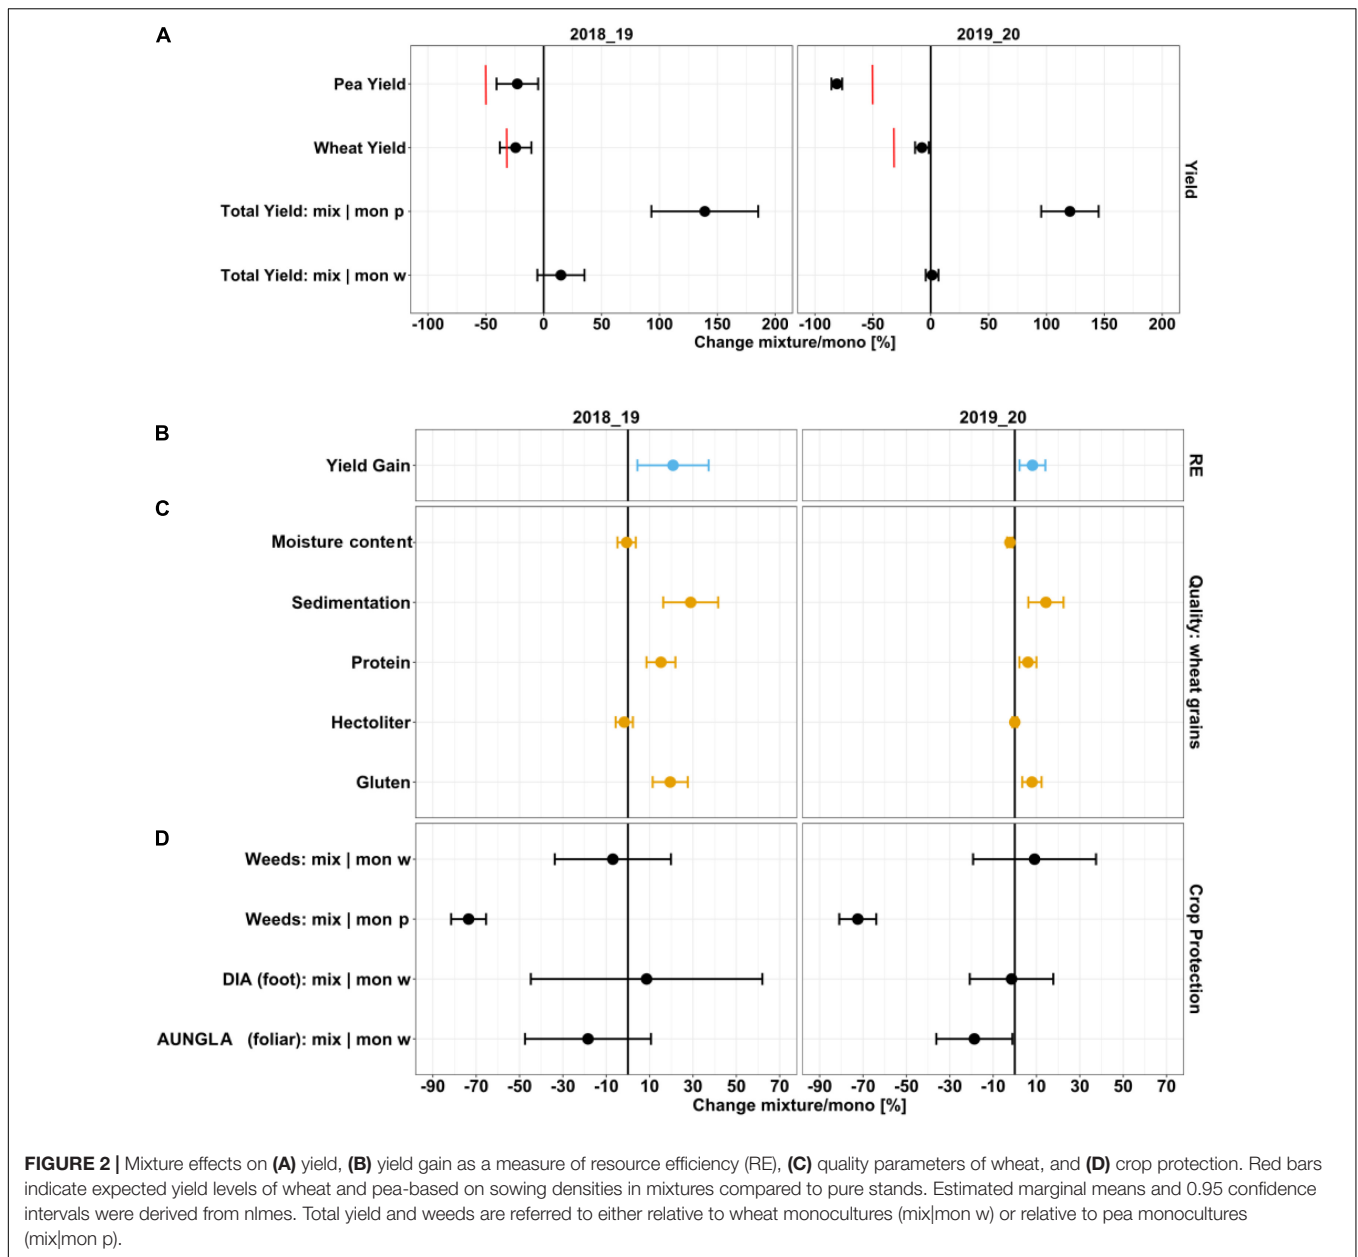 A
2018_19
2019_20
Pea Yield
Wheat Yield
Total Yield: mix | mon p
Total Yield: mix | mon w
Yield
-100 -50 0 50 100 150 200
-100 -50 0 50 100 150 200
Change mixture/mono [%]
2018_19
2019_20
B
Yield Gain
RE
C
Moisture content
Sedimentation
Protein
Hectoliter
Gluten
Quality: wheat grains
D
Weeds: mix | mon w
Weeds: mix | mon p
DIA (foot): mix | mon w
AUNGLA (foliar): mix | mon w
Crop Protection
-90 -70 -50 -30 -10 10 30 50 70
-90 -70 -50 -30 -10 10 30 50 70
Change mixture/mono [%]
FIGURE 2 | Mixture effects on (A) yield, (B) yield gain as a measure of resource efficiency (RE), (C) quality parameters of wheat, and (D) crop protection. Red bars
indicate expected yield levels of wheat and pea-based on sowing densities in mixtures compared to pure stands. Estimated marginal means and 0.95 confidence
intervals were derived from nlmes. Total yield and weeds are referred to either relative to wheat monocultures (mix|mon w) or relative to pea monocultures
(mix|mon p).